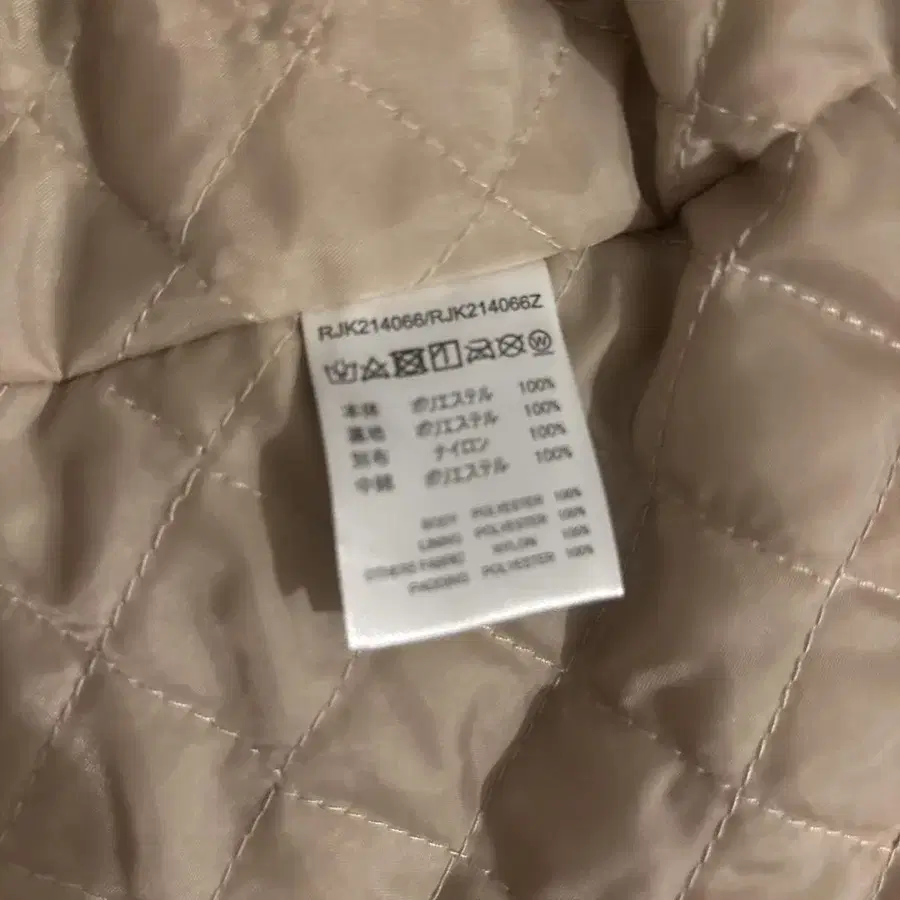 RJK214066/RJK214066Z
本体 ポリエステル 100%
裏地 ポリエステル 100%
別布 ナイロン 100%
中綿 ポリエステル 100%
BODY POLYESTER 100%
LINING POLYESTER 100%
OTHERS FABRIC NYLON 100%
PADDING POLYESTER 100%